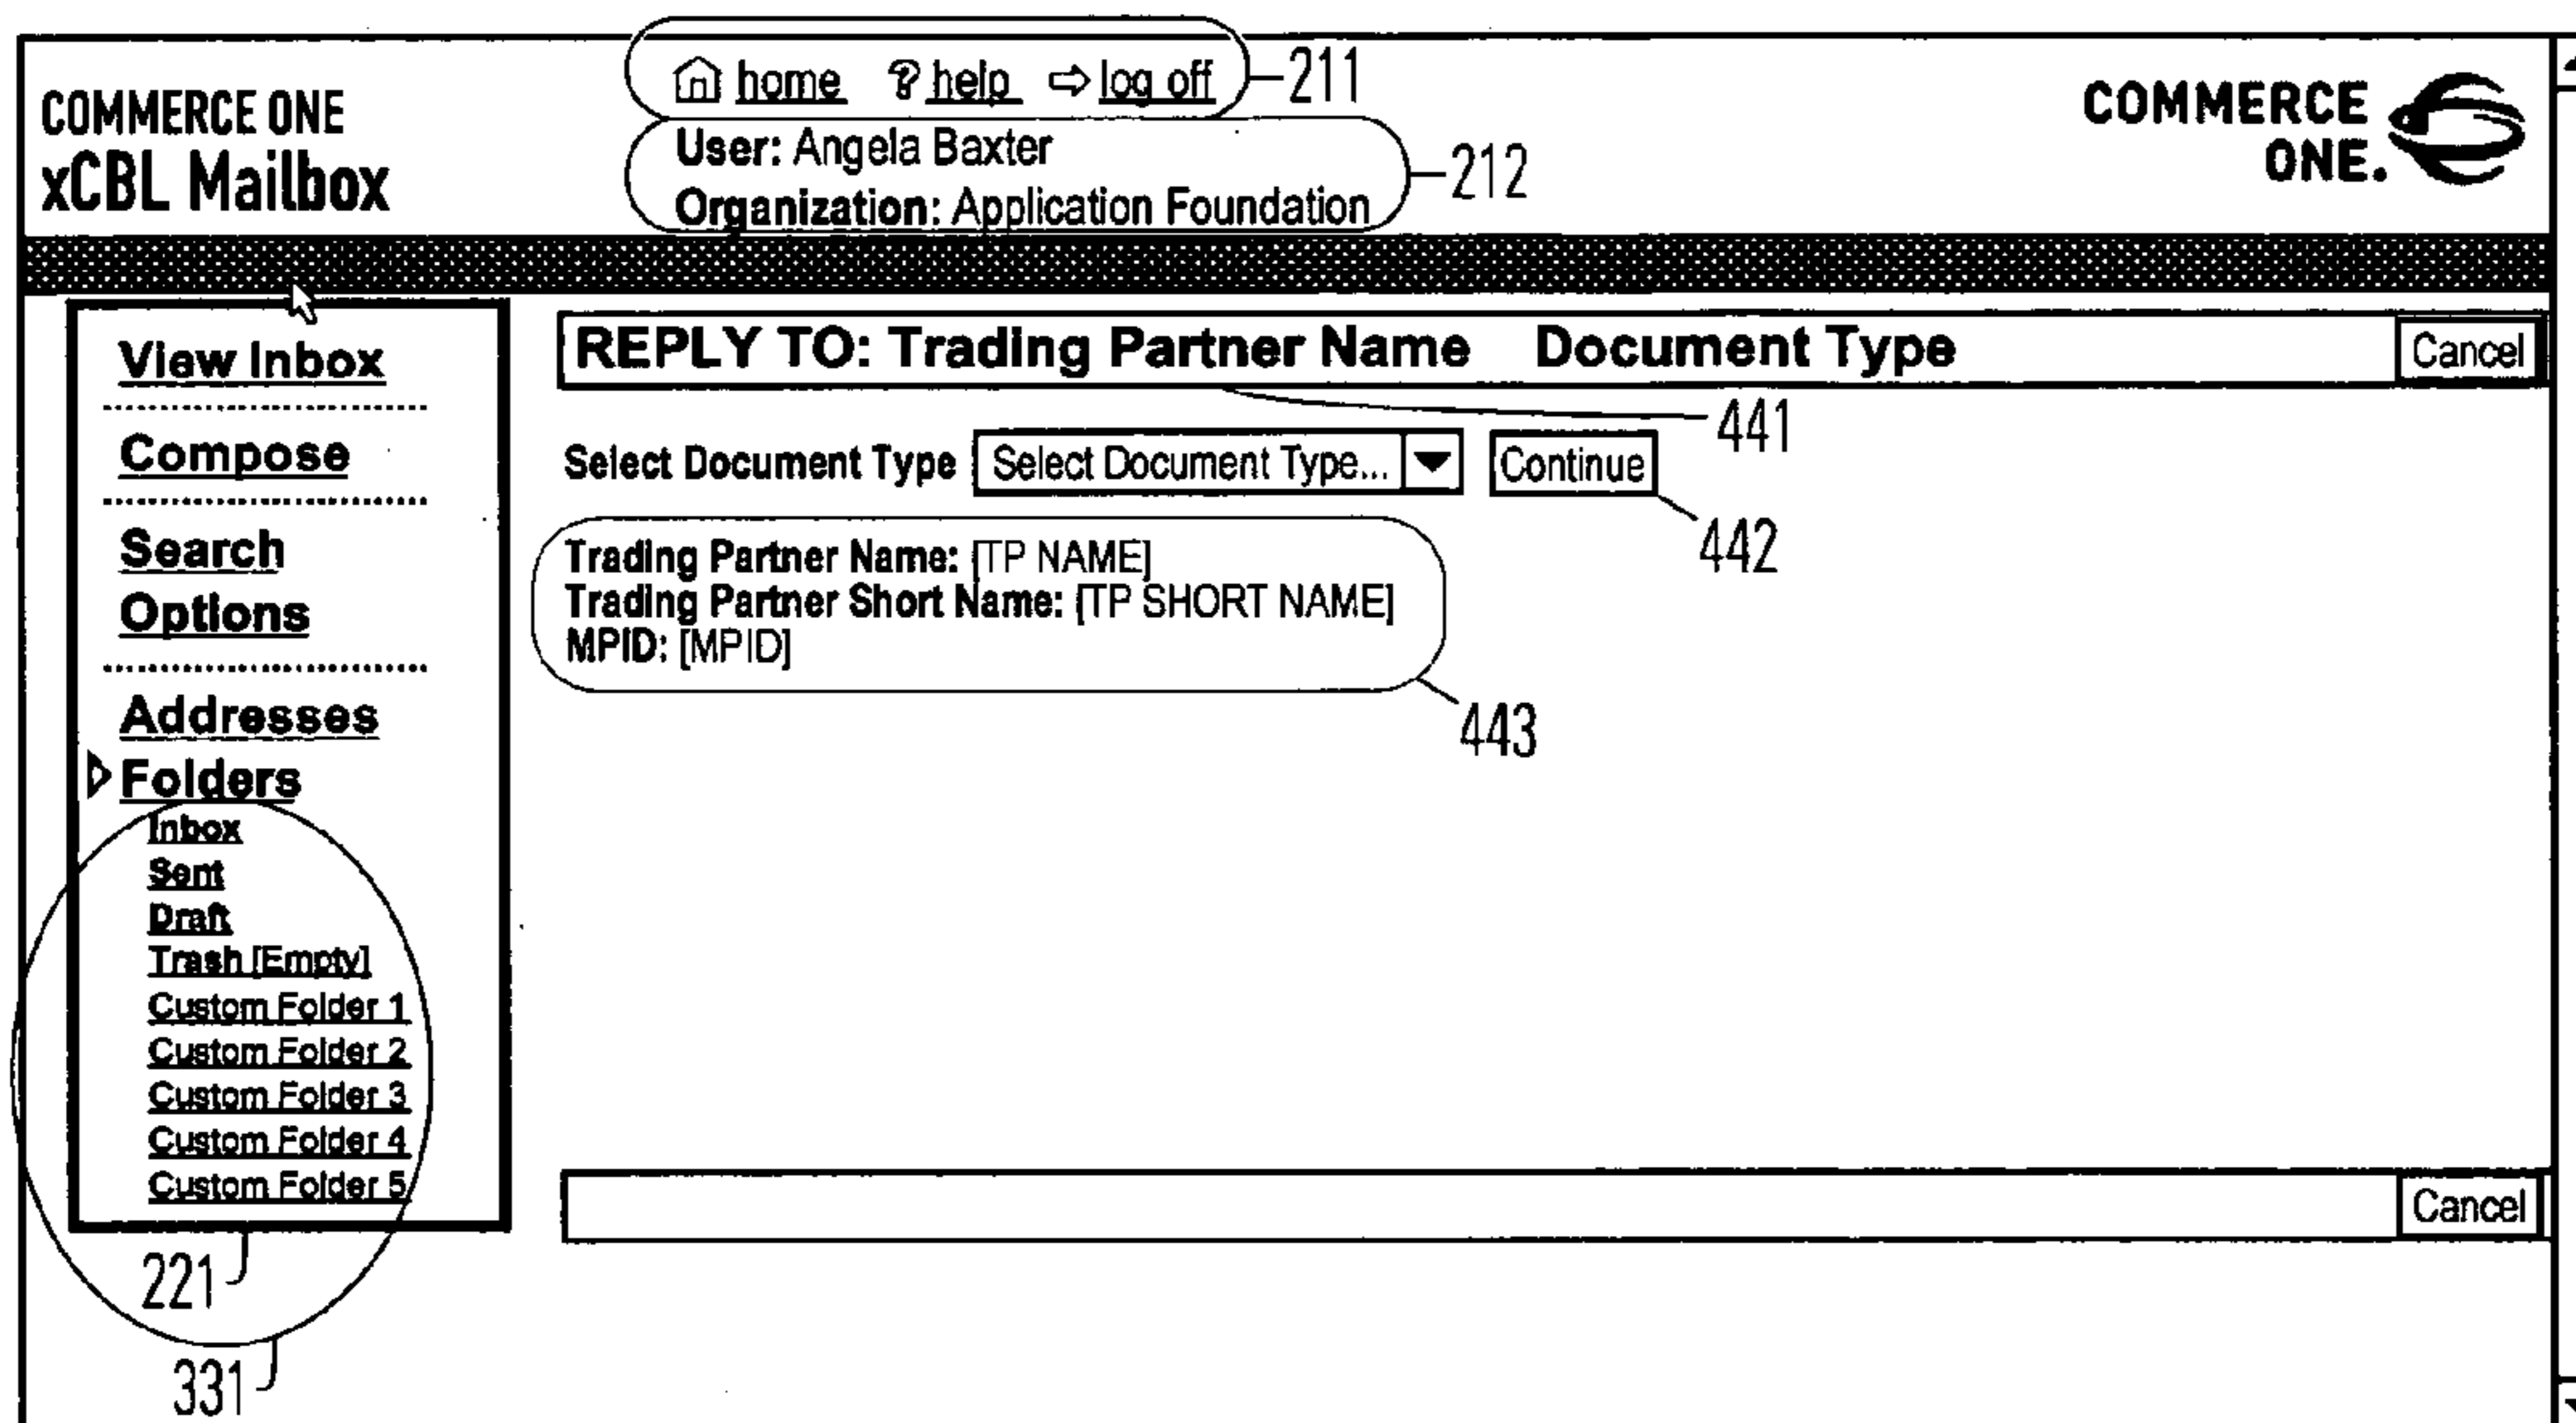 home ? help log off 211
COMMERCE ONE
xCBL Mailbox
User: Angela Baxter
Organization: Application Foundation
212
COMMERCE
ONE.
View Inbox
Compose
Search
Options
Addresses
Folders
Inbox
Sent
Draft
Trash [Empty]
Custom Folder 1
Custom Folder 2
Custom Folder 3
Custom Folder 4
Custom Folder 5
221
331
REPLY TO: Trading Partner Name Document Type Cancel
441
Select Document Type Select Document Type... Continue
442
Trading Partner Name: [TP NAME]
Trading Partner Short Name: [TP SHORT NAME]
MPID: [MPID]
443
Cancel